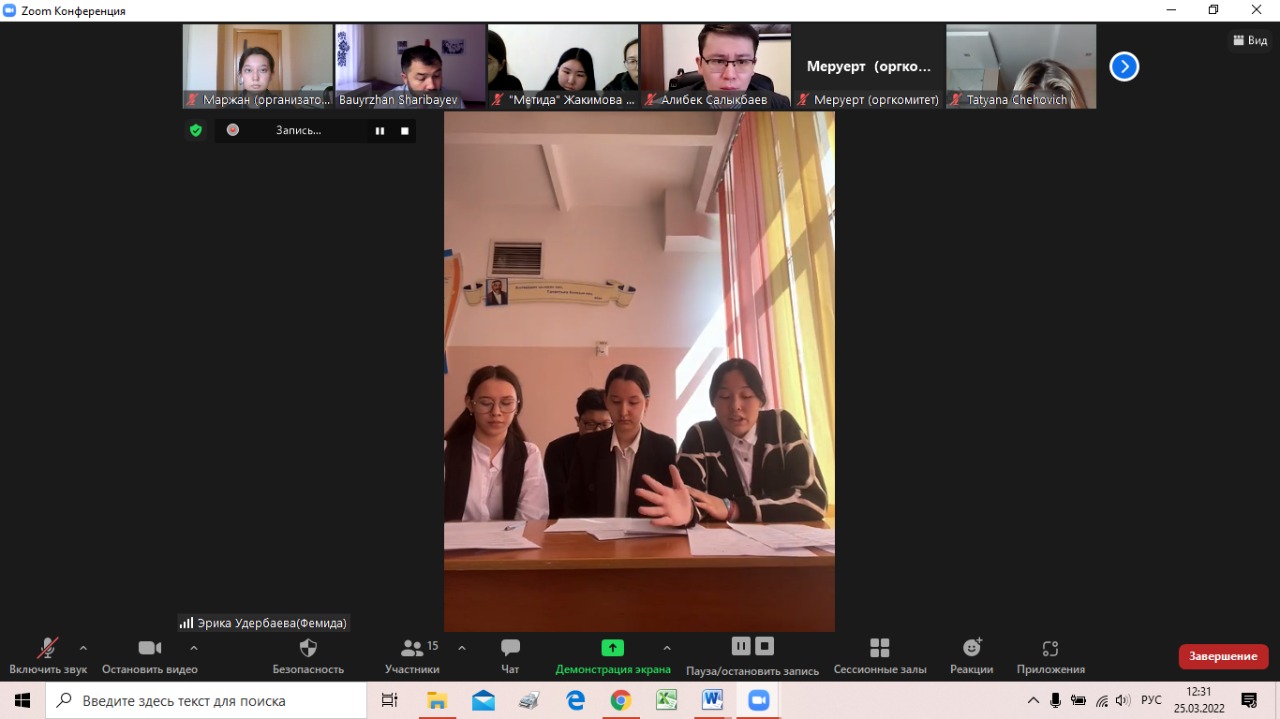 Zoom Конференция
Вид
Меруерт (оргко...
Маржан (организато...
Bauyrzhan Sharibayev
"Метида" Жакимова ...
Алибек Салыкбаев
Меруерт (оргкомитет)
Tatyana Chehovich
Запись...
Эрика Удербаева(Фемида)
15
Включить звук
Остановить видео
Безопасность
Участники
Чат
Демонстрация экрана
Пауза/остановить запись
Сессионные залы
Реакции
Приложения
Завершение
Введите здесь текст для поиска
РУС
12:31
25.03.2022